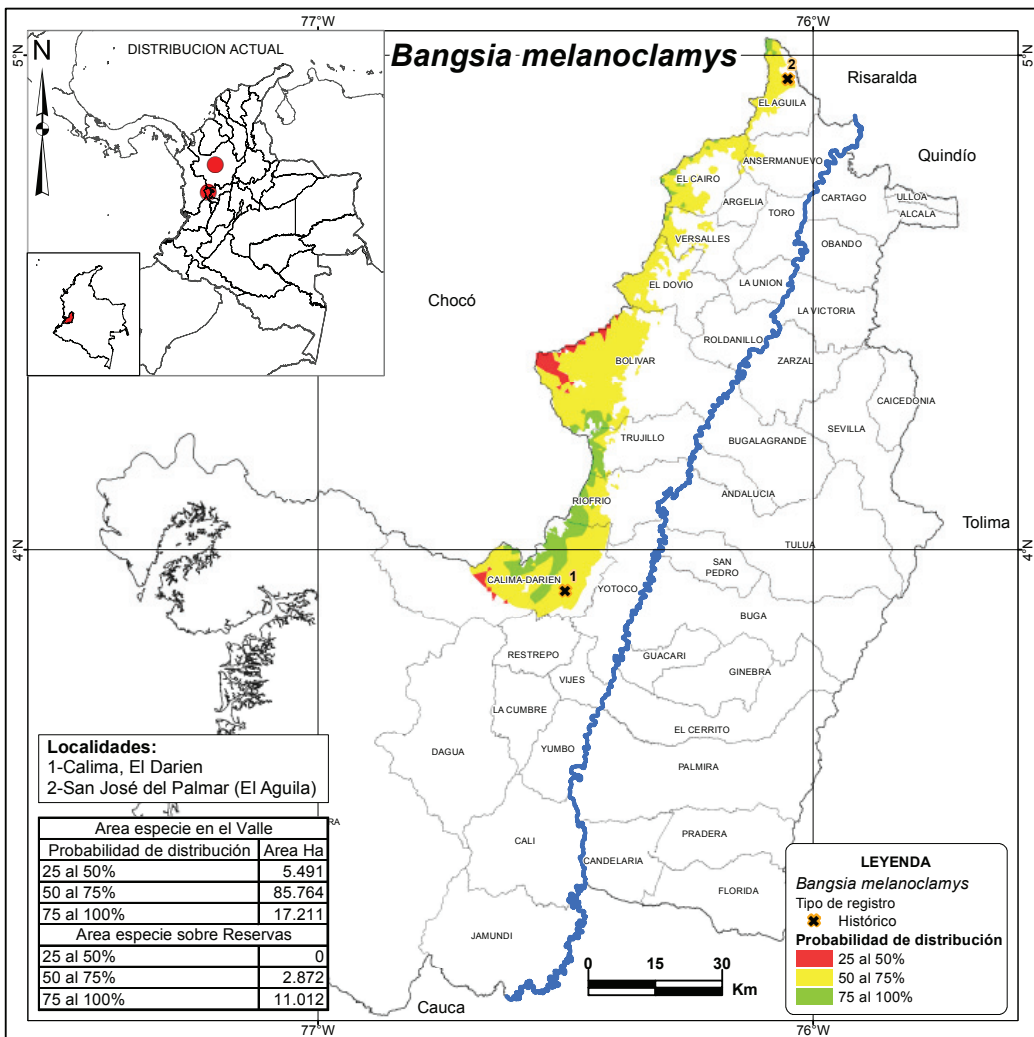 77°W
76°W
5°N
5°N
N
DISTRIBUCION ACTUAL
Bangsia melanoclamys
2
Risaralda
EL AGUILA
ANSERMANUEVO
Quindío
EL CAIRO
ARGELIA
TORO
CARTAGO
ULLOA
ALCALA
VERSALLES
OBANDO
Chocó
EL DOVIO
LA UNION
LA VICTORIA
ROLDANILLO
BOLIVAR
ZARZAL
CAICEDONIA
TRUJILLO
BUGALAGRANDE
SEVILLA
ANDALUCIA
RIOFRIO
Tolima
4°N
4°N
TULUA
CALIMA-DARIEN
1
YOTOCO
SAN
PEDRO
BUGA
RESTREPO
GUACARI
GINEBRA
VIJES
LA CUMBRE
EL CERRITO
DAGUA
YUMBO
PALMIRA
CALI
PRADERA
CANDELARIA
FLORIDA
JAMUNDI
Cauca
Localidades:
1-Calima, El Darien
2-San José del Palmar (El Aguila)
Area especie en el Valle
Probabilidad de distribución Area Ha
25 al 50% 5.491
50 al 75% 85.764
75 al 100% 17.211
Area especie sobre Reservas
25 al 50% 0
50 al 75% 2.872
75 al 100% 11.012
0 15 30
Km
LEYENDA
Bangsia melanoclamys
Tipo de registro
Histórico
Probabilidad de distribución
25 al 50%
50 al 75%
75 al 100%
77°W
76°W